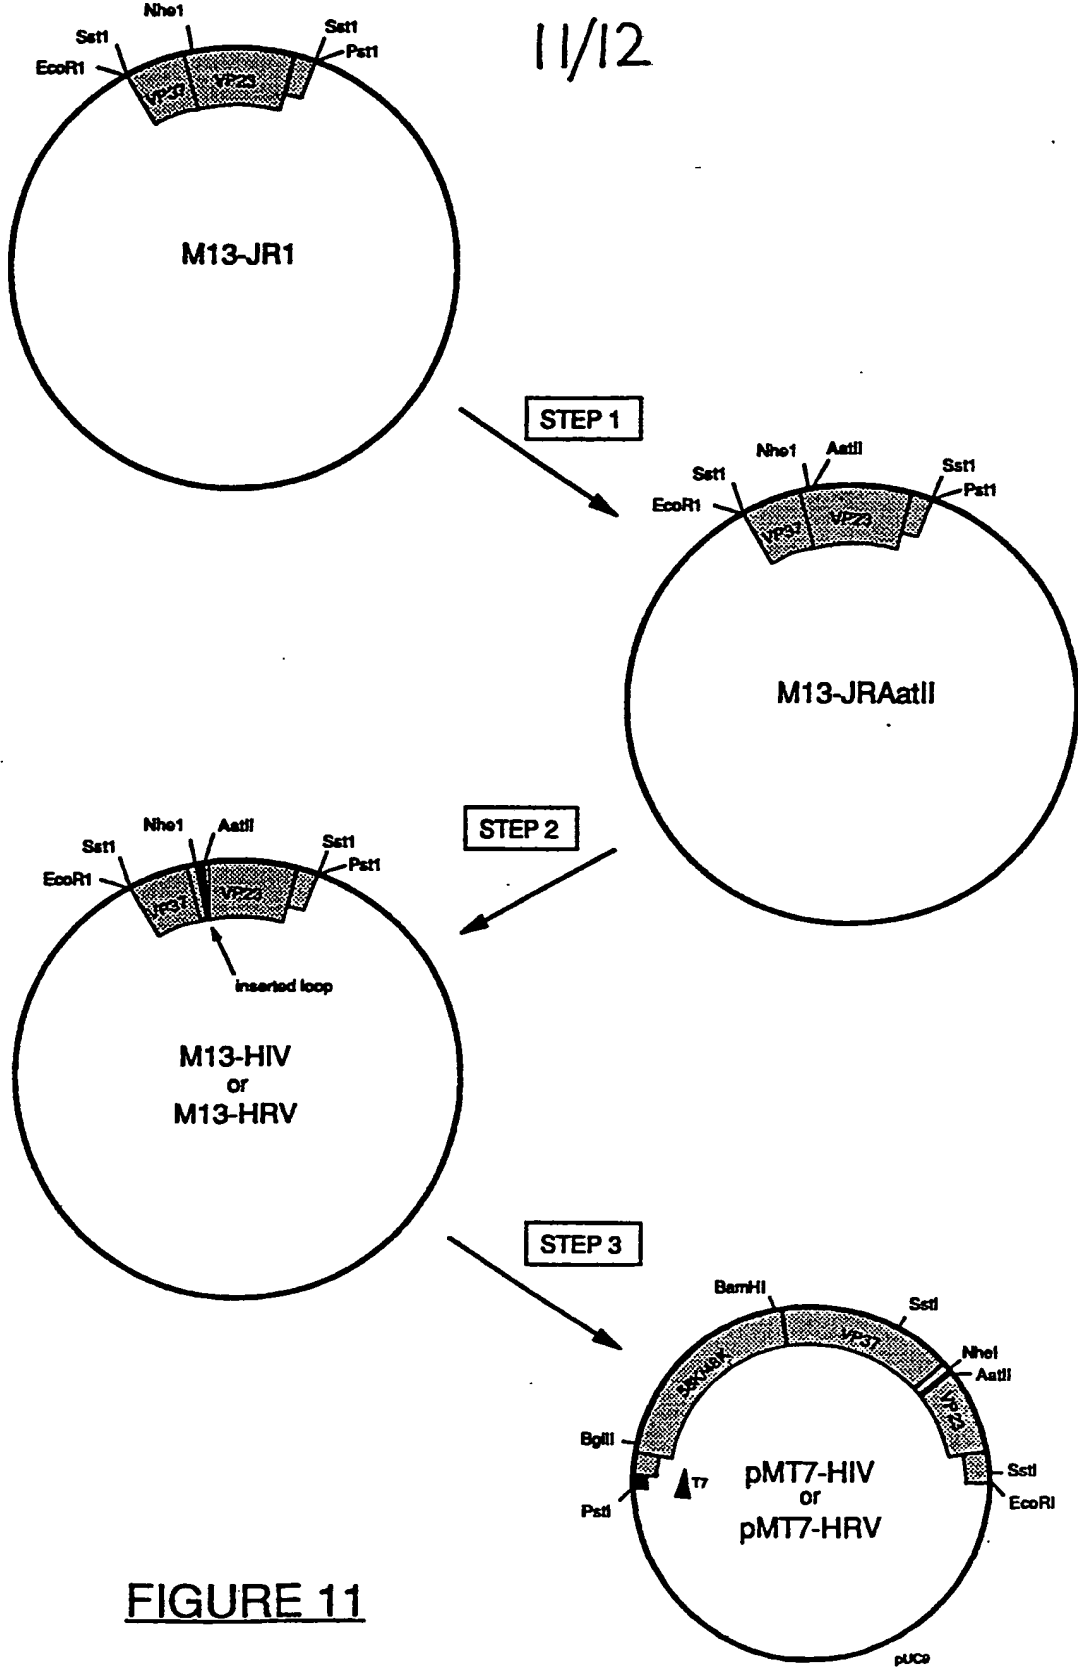 11/12
Nhe1
Sst1
EcoR1
Sst1
Pst1
VP37
VP23
M13-JR1
STEP 1
Nhe1
AatII
Sst1
EcoR1
Sst1
Pst1
VP37
VP23
M13-JRAatII
STEP 2
Nhe1
AatII
Sst1
EcoR1
Sst1
Pst1
VP37
VP23
inserted loop
M13-HIV
or
M13-HRV
STEP 3
BamHI
SstI
VP37
NheI
AatII
58K/48K
VP23
BglII
SstI
EcoRI
PstI
T7
pMT7-HIV
or
pMT7-HRV
pUC9
FIGURE 11